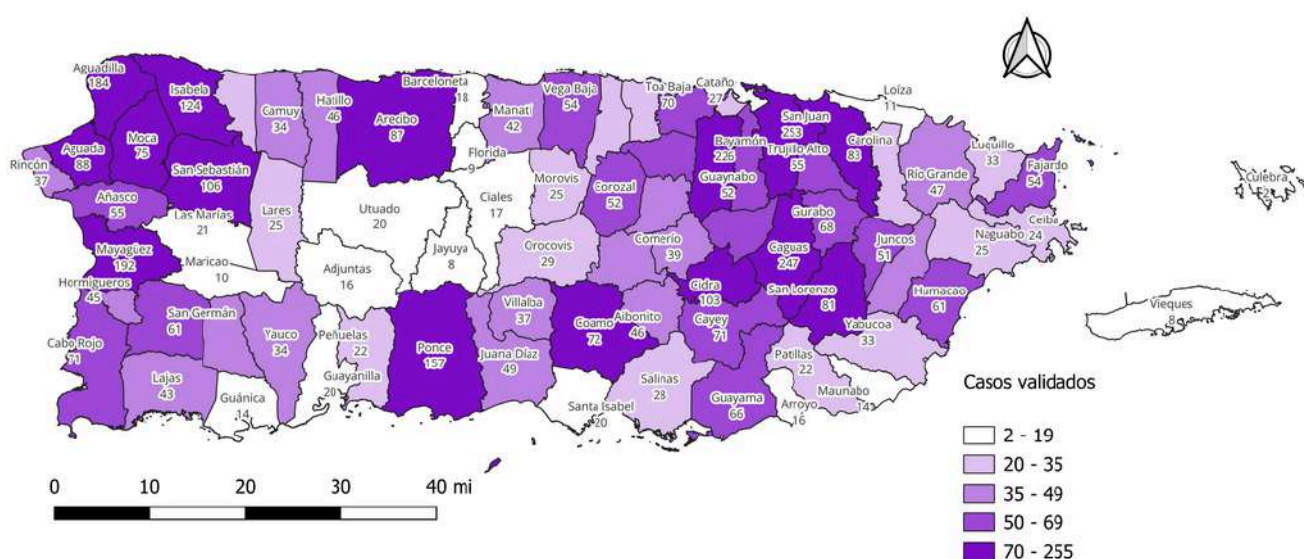 Aguadilla
184
Isabela
124
Camuy
34
Hatillo
46
Arecibo
87
Barceloneta
18
Manatí
42
Vega Baja
54
Toa Baja
70
Cataño
27
San Juan
253
Loíza
11
Moca
75
Aguada
88
Rincón
37
San Sebastián
106
Florida
9
Bayamón
226
Trujillo Alto
55
Carolina
83
Luquillo
33
Río Grande
47
Fajardo
54
Culebra
2
Añasco
55
Las Marías
21
Lares
25
Utuado
20
Ciales
17
Morovis
25
Corozal
52
Guaynabo
52
Gurabo
68
Ceiba
24
Naguabo
25
Mayagüez
192
Maricao
10
Adjuntas
16
Jayuya
8
Orocovis
29
Comerío
39
Caguas
247
Juncos
51
Hormigueros
45
San Germán
61
Yauco
34
Peñuelas
22
Ponce
157
Villalba
37
Coamo
72
Aibonito
46
Cidra
103
Cayey
71
San Lorenzo
81
Humacao
61
Vieques
8
Cabo Rojo
71
Lajas
43
Guánica
14
Guayanilla
20
Juana Díaz
49
Santa Isabel
20
Salinas
28
Guayama
66
Patillas
22
Arroyo
16
Maunabo
14
Yabucoa
33
Casos validados
2 - 19
20 - 35
35 - 49
50 - 69
70 - 255
0 10 20 30 40 mi